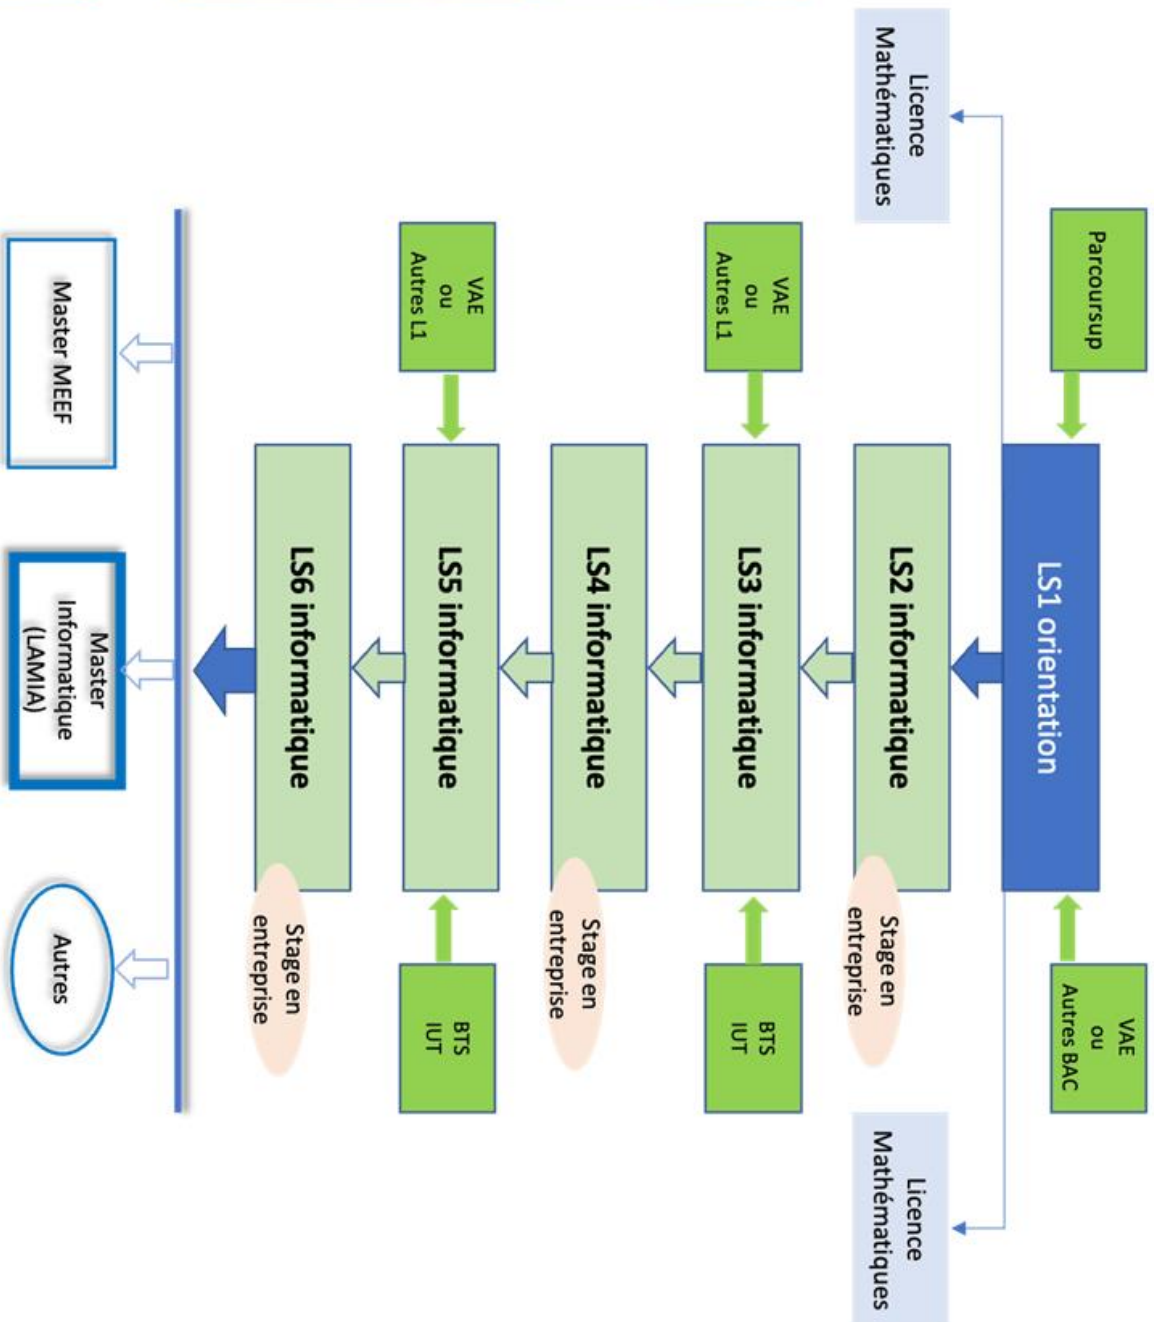 Parcoursup
LS1 orientation
VAE
ou
Autres BAC
Licence
Mathématiques
LS2 informatique
Stage en
entreprise
Licence
Mathématiques
VAE
ou
Autres L1
LS3 informatique
BTS
IUT
LS4 informatique
Stage en
entreprise
VAE
ou
Autres L1
LS5 informatique
BTS
IUT
LS6 informatique
Stage en
entreprise
Master MEEF
Master
Informatique
(LAMIA)
Autres